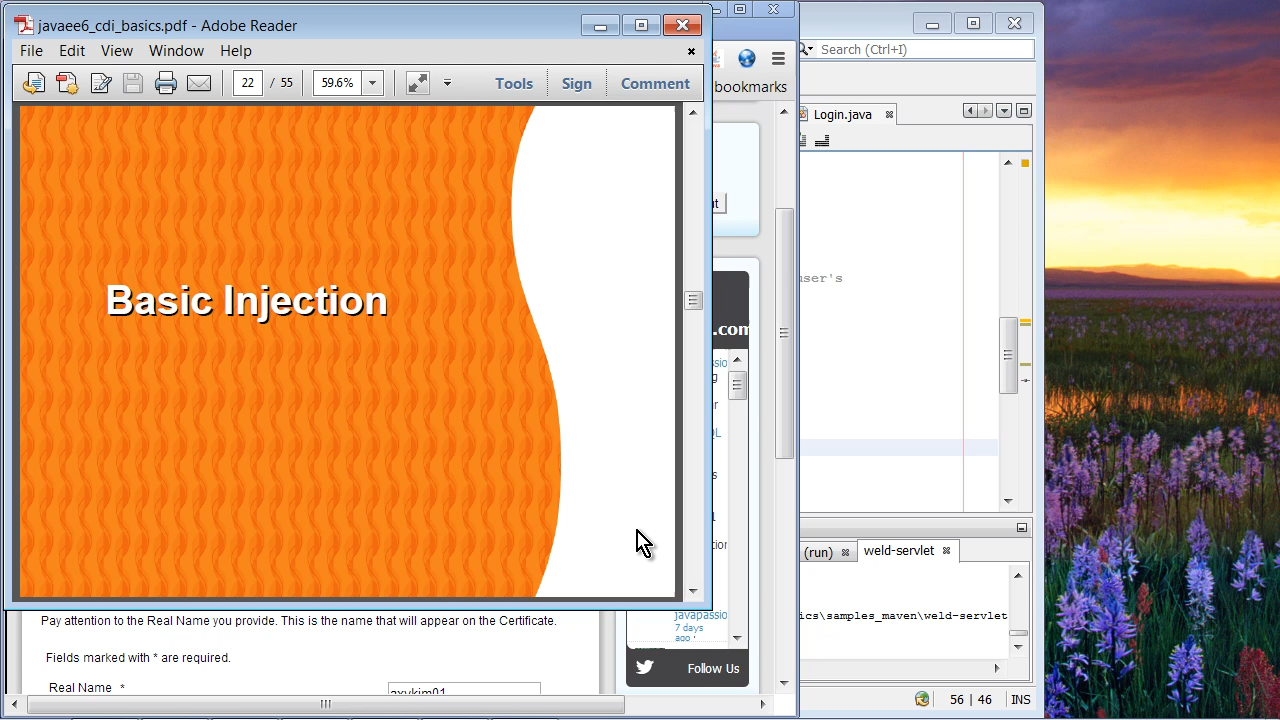 javaee6_cdi_basics.pdf - Adobe Reader
File Edit View Window Help
22 / 55 59.6% Tools Sign Comment
Basic Injection
Search (Ctrl+I)
bookmarks
Login.java
.com
(run) weld-servlet
ics\samples_maven\weld-servlet
javapassio
7 days
ago
Follow Us
Pay attention to the Real Name you provide. This is the name that will appear on the Certificate.
Fields marked with * are required.
Real Name *
56 | 46 INS